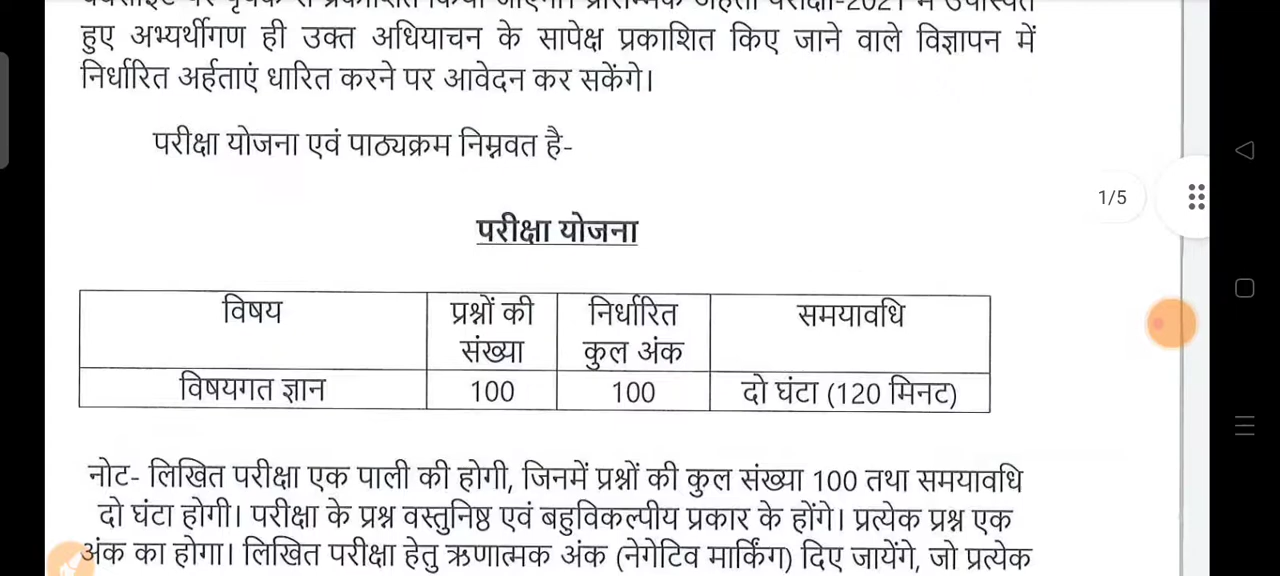 हुए अभ्यर्थीगण ही उक्त अधियाचन के सापेक्ष प्रकाशित किए जाने वाले विज्ञापन में
निर्धारित अर्हताएं धारित करने पर आवेदन कर सकेंगे।
परीक्षा योजना एवं पाठ्यक्रम निम्नवत है-
1/5
परीक्षा योजना
विषय प्रश्नों की संख्या निर्धारित कुल अंक समयावधि
विषयगत ज्ञान 100 100 दो घंटा (120 मिनट)
नोट- लिखित परीक्षा एक पाली की होगी, जिनमें प्रश्नों की कुल संख्या 100 तथा समयावधि
दो घंटा होगी। परीक्षा के प्रश्न वस्तुनिष्ठ एवं बहुविकल्पीय प्रकार के होंगे। प्रत्येक प्रश्न एक
अंक का होगा। लिखित परीक्षा हेतु ऋणात्मक अंक (नेगेटिव मार्किंग) दिए जायेंगे, जो प्रत्येक